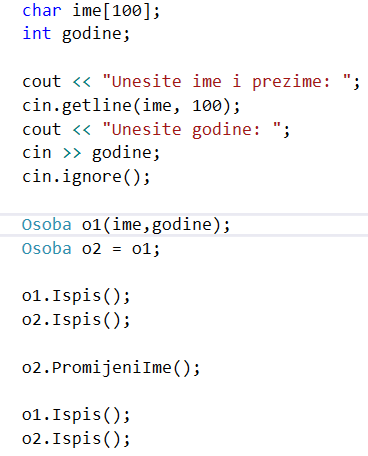 char ime[100];
int godine;
cout << "Unesite ime i prezime: ";
cin.getline(ime, 100);
cout << "Unesite godine: ";
cin >> godine;
cin.ignore();
Osoba o1(ime,godine);
Osoba o2 = o1;
o1.Ispis();
o2.Ispis();
o2.PromijeniIme();
o1.Ispis();
o2.Ispis();